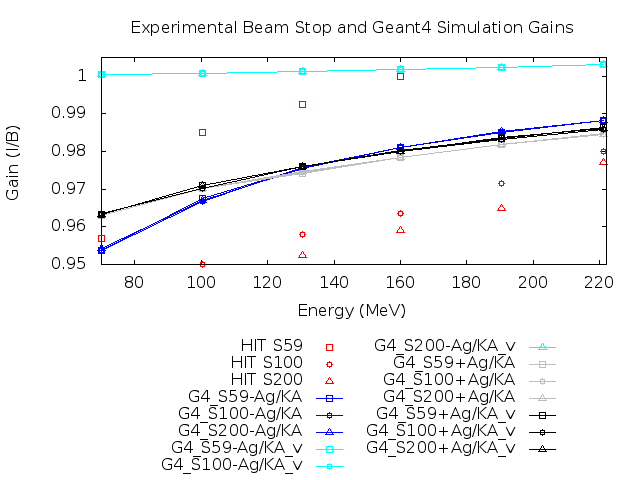 Experimental Beam Stop and Geant4 Simulation Gains
Gain (I/B)
1
0.99
0.98
0.97
0.96
0.95
80 100 120 140 160 180 200 220
Energy (MeV)
HIT S59
HIT S100
HIT S200
G4_S59-Ag/KA
G4_S100-Ag/KA
G4_S200-Ag/KA
G4_S59-Ag/KA_v
G4_S100-Ag/KA_v
G4_S200-Ag/KA_v
G4_S59+Ag/KA
G4_S100+Ag/KA
G4_S200+Ag/KA
G4_S59+Ag/KA_v
G4_S100+Ag/KA_v
G4_S200+Ag/KA_v